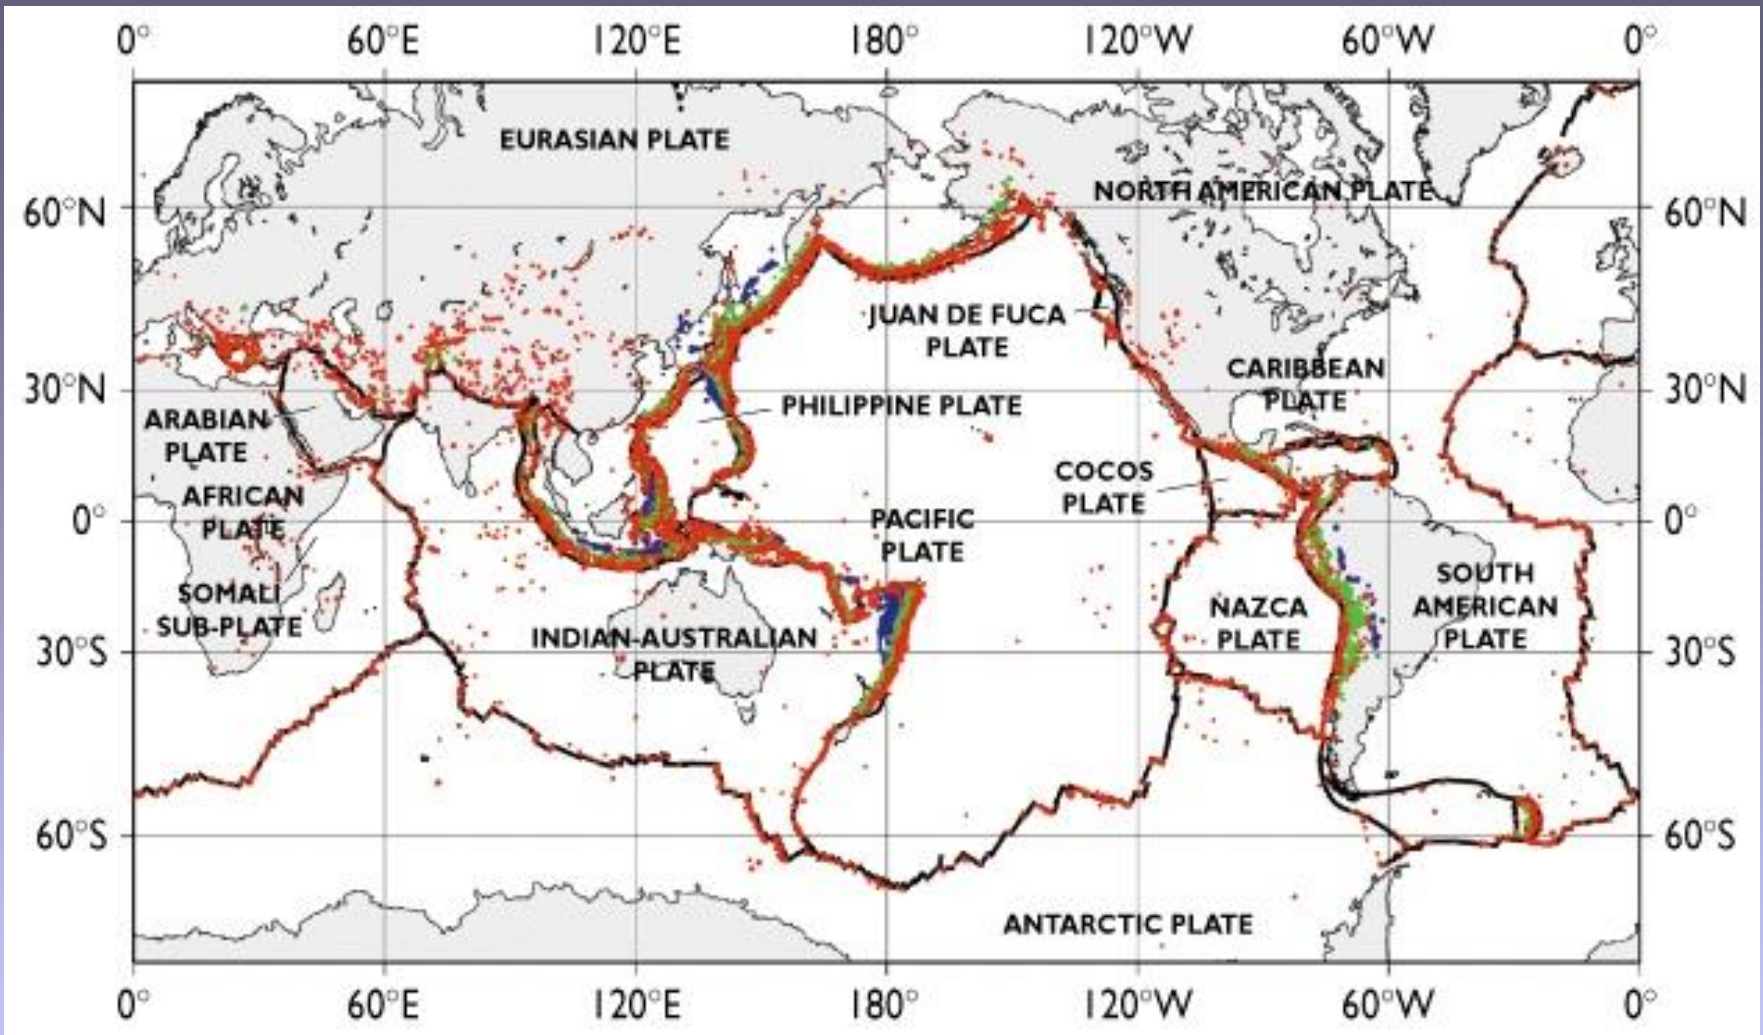 0° 60°E 120°E 180° 120°W 60°W 0°
EURASIAN PLATE
NORTH AMERICAN PLATE
60°N 60°N
JUAN DE FUCA
PLATE
CARIBBEAN
PLATE
30°N 30°N
PHILIPPINE PLATE
ARABIAN
PLATE
COCOS
PLATE
AFRICAN
PLATE
0° 0°
PACIFIC
PLATE
SOMALI
SUB-PLATE
NAZCA
PLATE
SOUTH
AMERICAN
PLATE
INDIAN-AUSTRALIAN
PLATE
30°S 30°S
60°S 60°S
ANTARCTIC PLATE
0° 60°E 120°E 180° 120°W 60°W 0°